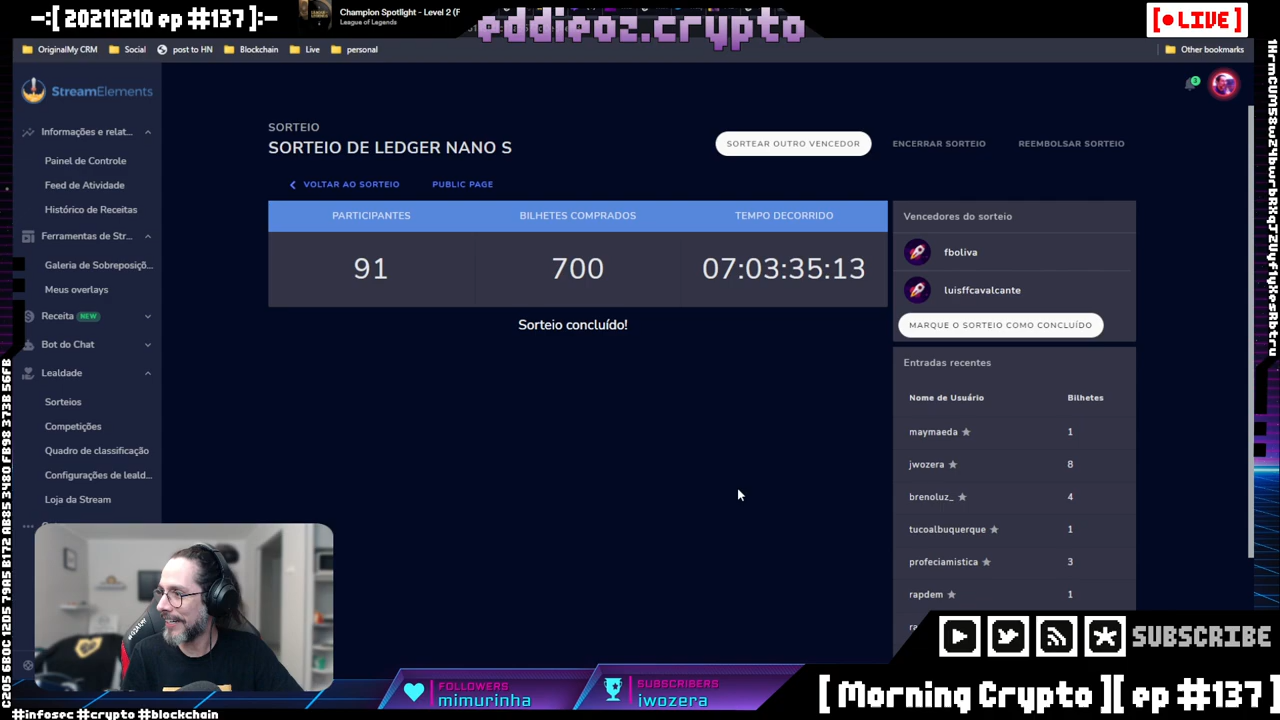 -:[ 20211210 ep #137 ]:-
Champion Spotlight - Level 2 (F
League of Legends
eddieoz.crypto
[● LIVE ]
OriginalMy CRM
Social
post to HN
Blockchain
Live
personal
Other bookmarks
StreamElements
3
Informações e relat...
Painel de Controle
Feed de Atividade
Histórico de Receitas
Ferramentas de Str...
Galeria de Sobreposiçõ...
Meus overlays
Receita NEW
Bot do Chat
Lealdade
Sorteios
Competições
Quadro de classificação
Configurações de leald...
Loja da Stream
SORTEIO
SORTEIO DE LEDGER NANO S
SORTEAR OUTRO VENCEDOR
ENCERRAR SORTEIO
REEMBOLSAR SORTEIO
VOLTAR AO SORTEIO
PUBLIC PAGE
PARTICIPANTES
BILHETES COMPRADOS
TEMPO DECORRIDO
91
700
07:03:35:13
Sorteio concluído!
Vencedores do sorteio
fboliva
luisffcavalcante
MARQUE O SORTEIO COMO CONCLUÍDO
Entradas recentes
Nome de Usuário Bilhetes
maymaeda 1
jwozera 8
brenoluz_ 4
tucoalbuquerque 1
profeciamistica 3
rapdem 1
SUBSCRIBE
FOLLOWERS
mimurinha
SUBSCRIBERS
iwozera
[ Morning Crypto ][ ep #137 ]
#infosec #crypto #blockchain